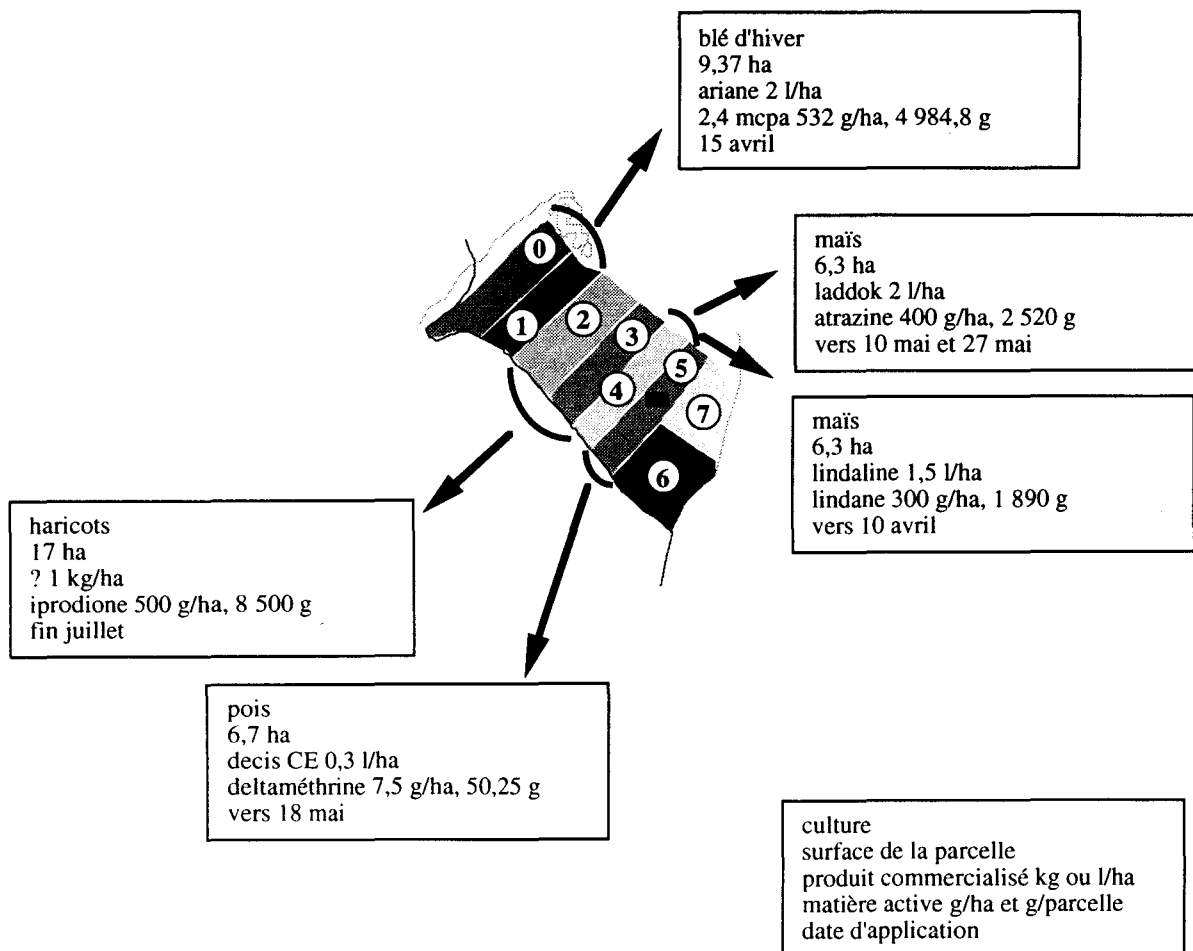 blé d'hiver
9,37 ha
ariane 2 l/ha
2,4 mcpa 532 g/ha, 4 984,8 g
15 avril
maïs
6,3 ha
laddok 2 l/ha
atrazine 400 g/ha, 2 520 g
vers 10 mai et 27 mai
maïs
6,3 ha
lindaline 1,5 l/ha
lindane 300 g/ha, 1 890 g
vers 10 avril
0
1
2
3
4
5
7
6
haricots
17 ha
? 1 kg/ha
iprodione 500 g/ha, 8 500 g
fin juillet
pois
6,7 ha
decis CE 0,3 l/ha
deltaméthrine 7,5 g/ha, 50,25 g
vers 18 mai
culture
surface de la parcelle
produit commercialisé kg ou l/ha
matière active g/ha et g/parcelle
date d'application